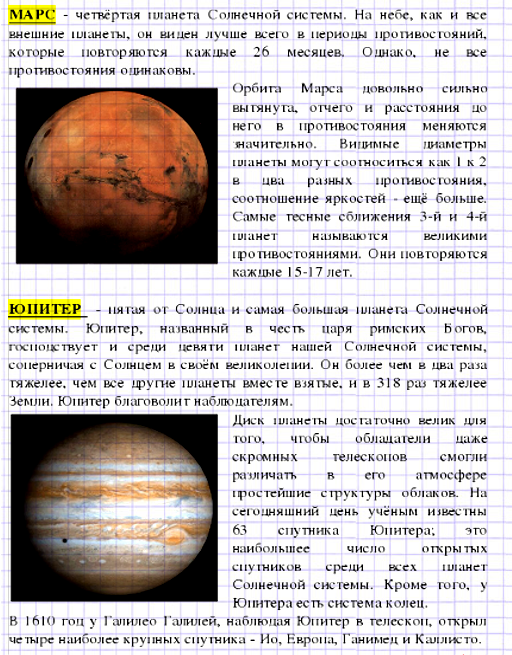 МАРС - четвёртая планета Солнечной системы. На небе, как и все
внешние планеты, он виден лучше всего в периоды противостояний,
которые повторяются каждые 26 месяцев. Однако, не все
противостояния одинаковы.
Орбита Марса довольно сильно
вытянута, отчего и расстояния до
него в противостояния меняются
значительно. Видимые диаметры
планеты могут соотноситься как 1 к 2
в два разных противостояния,
соотношение яркостей - ещё больше.
Самые тесные сближения 3-й и 4-й
планет называются великими
противостояниями. Они повторяются
каждые 15-17 лет.
ЮПИТЕР - пятая от Солнца и самая большая планета Солнечной
системы. Юпитер, названный в честь царя римских Богов,
господствует и среди девяти планет нашей Солнечной системы,
соперничая с Солнцем в своём великолепии. Он более чем в два раза
тяжелее, чем все другие планеты вместе взятые, и в 318 раз тяжелее
Земли. Юпитер благоволит наблюдателям.
Диск планеты достаточно велик для
того, чтобы обладатели даже
скромных телескопов смогли
различать в его атмосфере
простейшие структуры облаков. На
сегодняшний день учёным известны
63 спутника Юпитера; это
наибольшее число открытых
спутников среди всех планет
Солнечной системы. Кроме того, у
Юпитера есть система колец.
В 1610 год у Галилео Галилей, наблюдая Юпитер в телескоп, открыл
четыре наиболее крупных спутника - Ио, Европа, Ганимед и Каллисто.